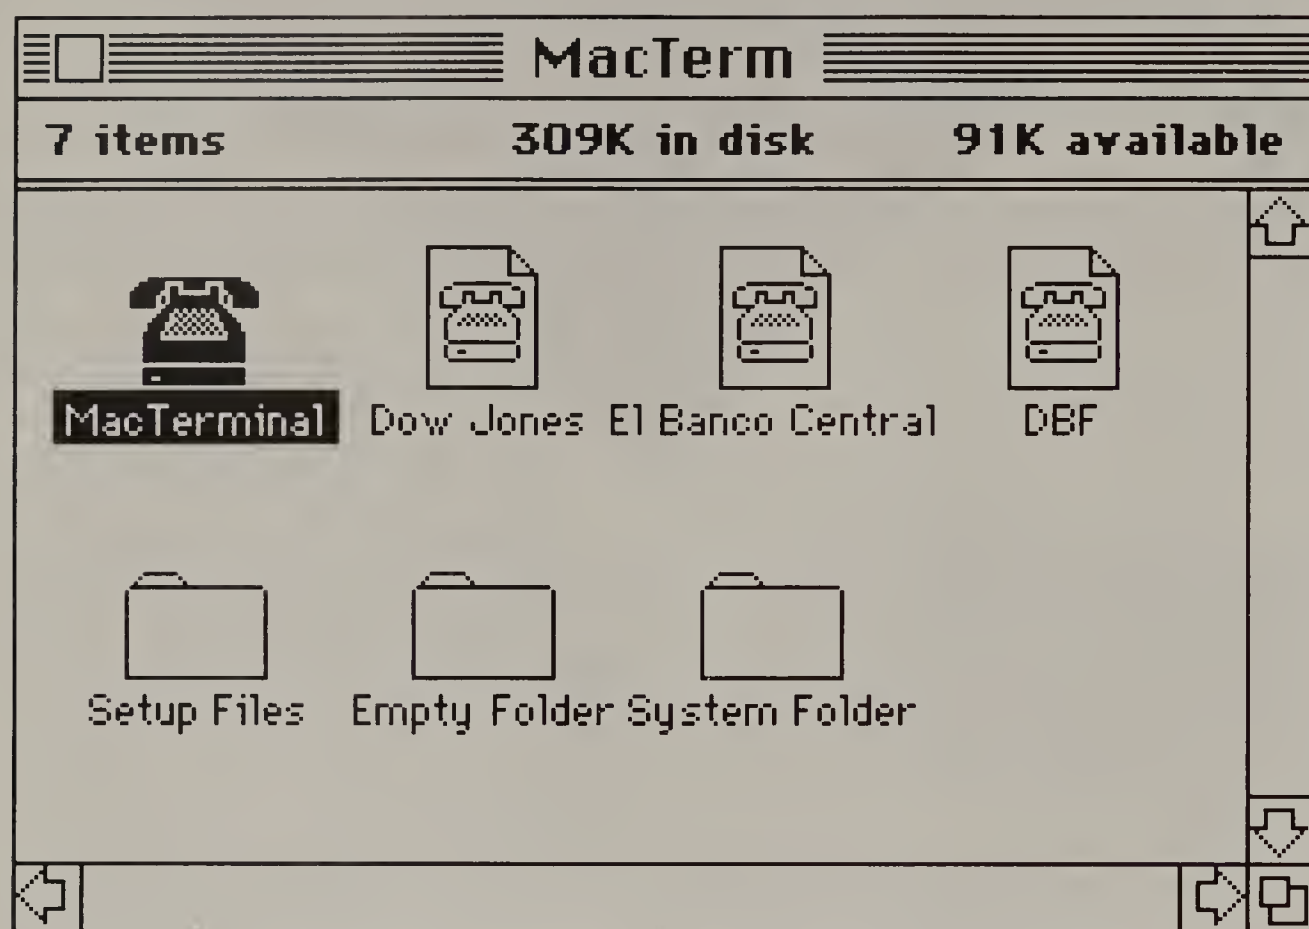 MacTerm
7 items 309K in disk 91K available
MacTerminal Dow Jones El Banco Central DBF
Setup Files Empty Folder System Folder